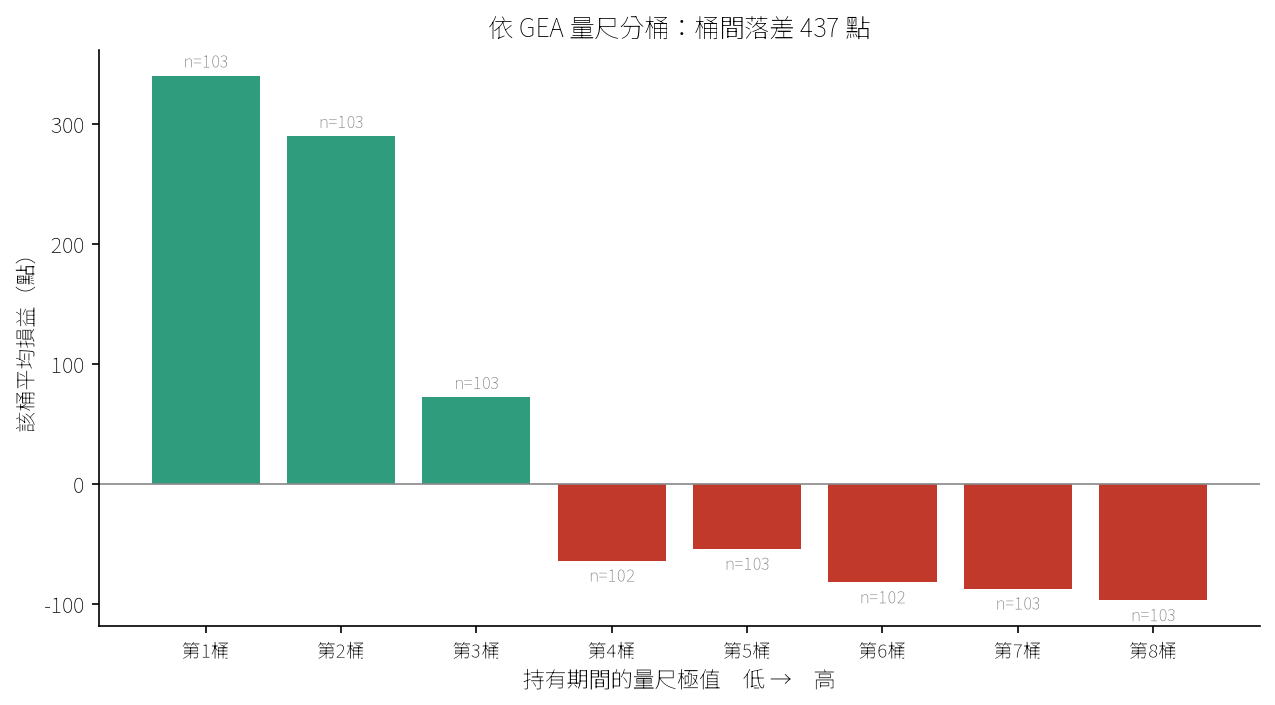 依 GEA 量尺分桶：桶間落差 437 點
n=103
n=103
n=103
n=102
n=103
n=102
n=103
n=103
300
200
100
0
-100
該桶平均損益（點）
第1桶 第2桶 第3桶 第4桶 第5桶 第6桶 第7桶 第8桶
持有期間的量尺極值　低 → 高